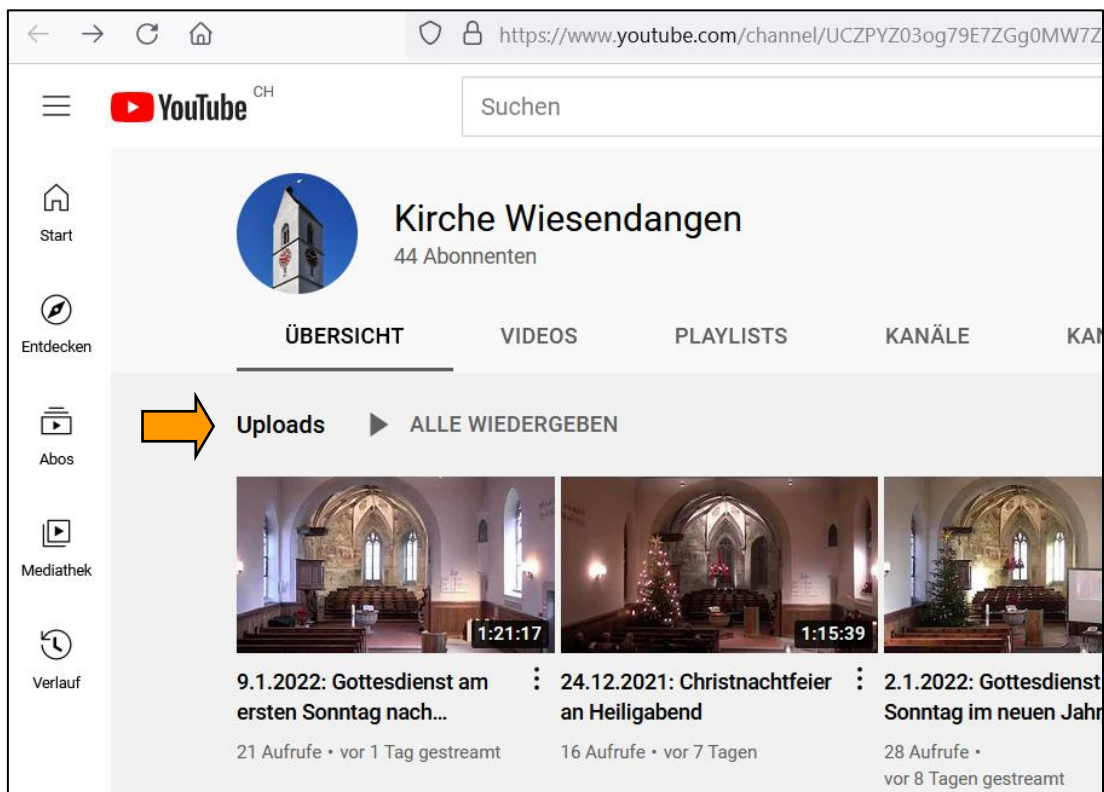 https://www.youtube.com/channel/UCZPYZ03og79E7ZGg0MW7Z
YouTube CH
Suchen
Start
Entdecken
Abos
Mediathek
Verlauf
Kirche Wiesendangen
44 Abonnenten
ÜBERSICHT VIDEOS PLAYLISTS KANÄLE KAN
Uploads ALLE WIEDERGEBEN
1:21:17
1:15:39
9.1.2022: Gottesdienst am
ersten Sonntag nach...
21 Aufrufe • vor 1 Tag gestreamt
24.12.2021: Christnachtfeier
an Heiligabend
16 Aufrufe • vor 7 Tagen
2.1.2022: Gottesdienst
Sonntag im neuen Jahr
28 Aufrufe •
vor 8 Tagen gestreamt